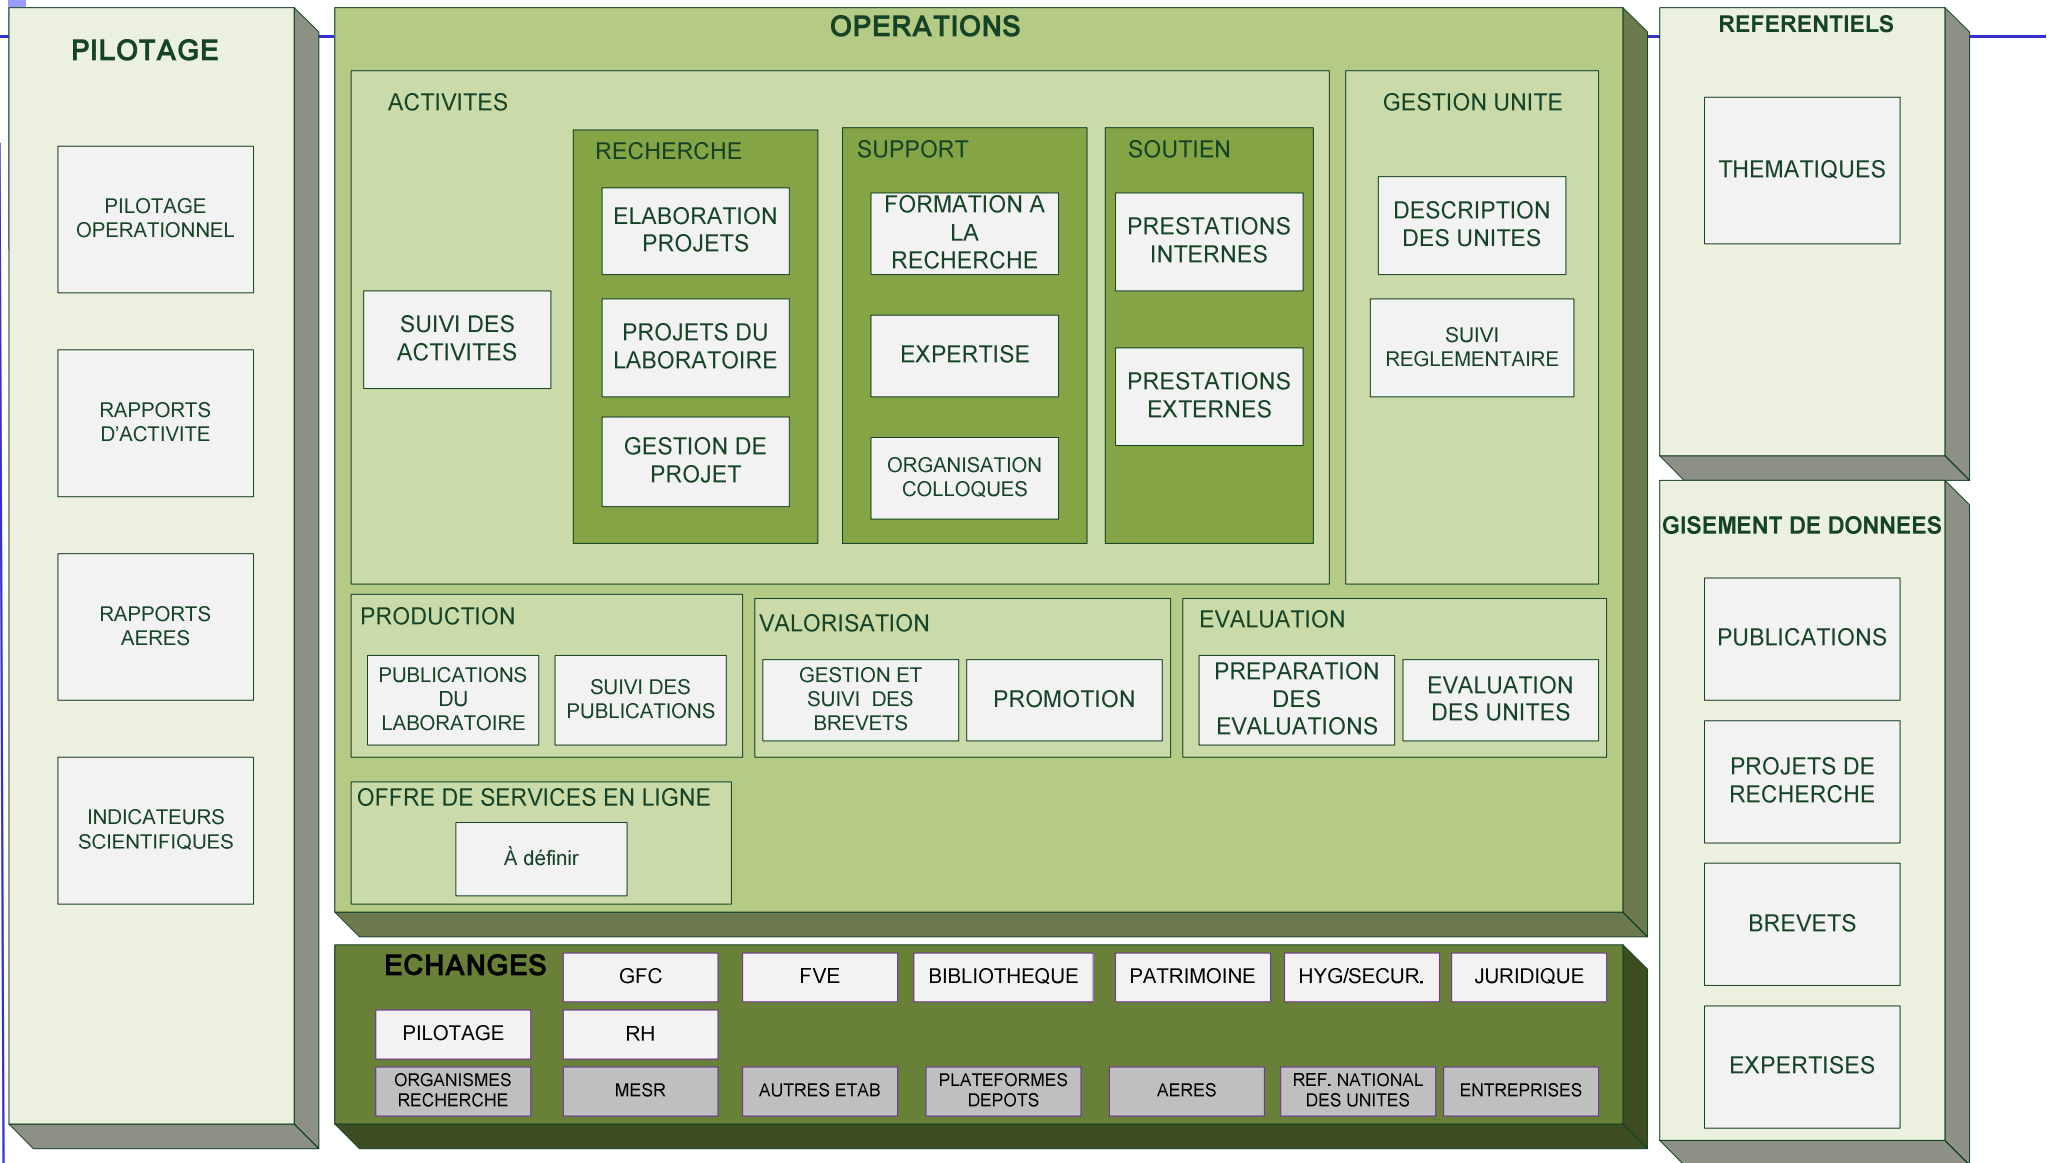 PILOTAGE
PILOTAGE
OPERATIONNEL
RAPPORTS
D’ACTIVITE
RAPPORTS
AERES
INDICATEURS
SCIENTIFIQUES
OPERATIONS
ACTIVITES
SUIVI DES
ACTIVITES
RECHERCHE
ELABORATION
PROJETS
PROJETS DU
LABORATOIRE
GESTION DE
PROJET
SUPPORT
FORMATION A
LA
RECHERCHE
EXPERTISE
ORGANISATION
COLLOQUES
SOUTIEN
PRESTATIONS
INTERNES
PRESTATIONS
EXTERNES
GESTION UNITE
DESCRIPTION
DES UNITES
SUIVI
REGLEMENTAIRE
PRODUCTION
PUBLICATIONS
DU
LABORATOIRE
SUIVI DES
PUBLICATIONS
VALORISATION
GESTION ET
SUIVI DES
BREVETS
PROMOTION
EVALUATION
PREPARATION
DES
EVALUATIONS
EVALUATION
DES UNITES
OFFRE DE SERVICES EN LIGNE
À définir
ECHANGES
GFC
FVE
BIBLIOTHEQUE
PATRIMOINE
HYG/SECUR.
JURIDIQUE
PILOTAGE
RH
ORGANISMES
RECHERCHE
MESR
AUTRES ETAB
PLATEFORMES
DEPOTS
AERES
REF. NATIONAL
DES UNITES
ENTREPRISES
REFERENTIELS
THEMATIQUES
GISEMENT DE DONNEES
PUBLICATIONS
PROJETS DE
RECHERCHE
BREVETS
EXPERTISES